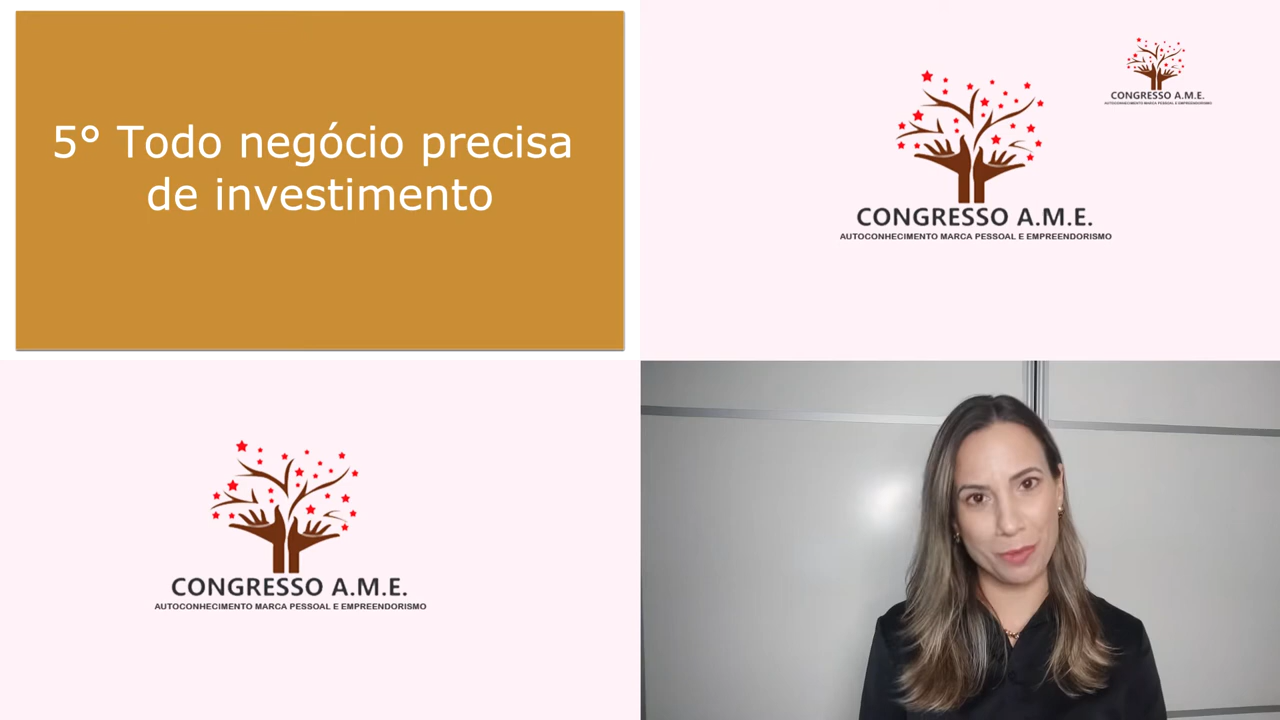 5° Todo negócio precisa
de investimento
CONGRESSO A.M.E.
AUTOCONHECIMENTO MARCA PESSOAL E EMPREENDORISMO
CONGRESSO A.M.E.
AUTOCONHECIMENTO MARCA PESSOAL E EMPREENDORISMO
CONGRESSO A.M.E.
AUTOCONHECIMENTO MARCA PESSOAL E EMPREENDORISMO